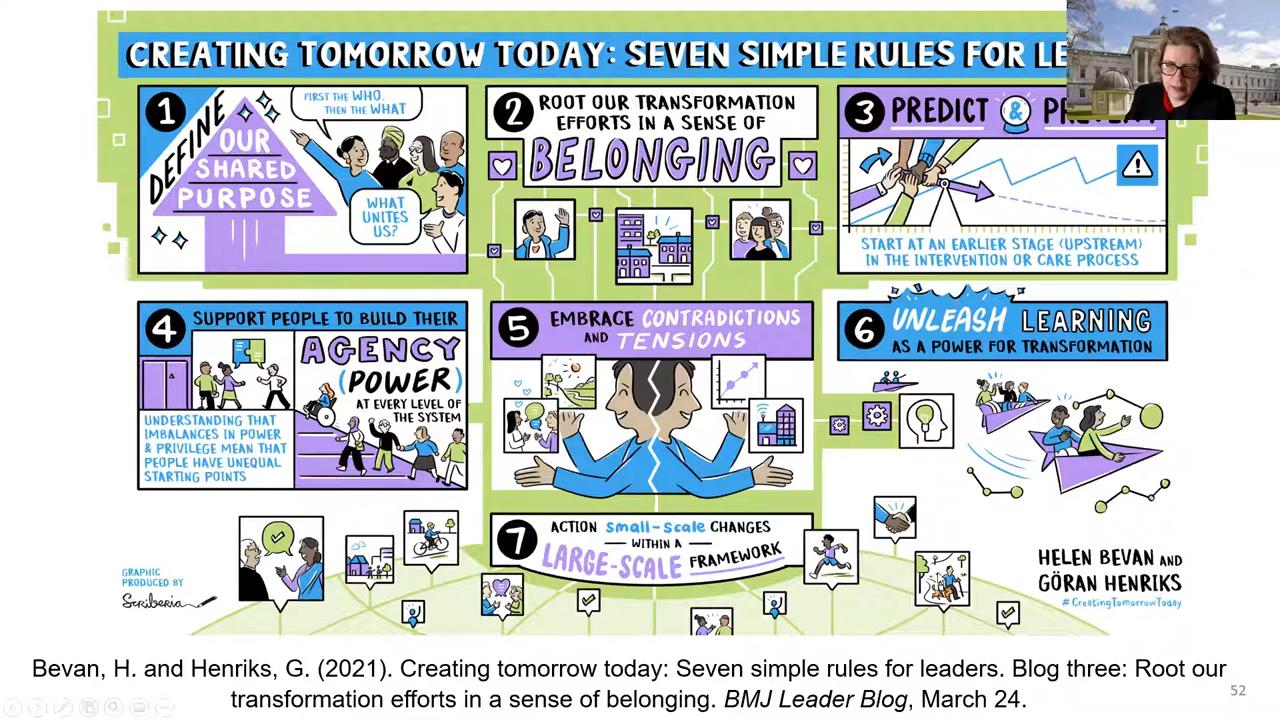 CREATING TOMORROW TODAY: SEVEN SIMPLE RULES FOR
1
DEFINE
OUR
SHARED
PURPOSE
FIRST THE WHO,
THEN THE WHAT
WHAT
UNITES
US?
2
ROOT OUR TRANSFORMATION
EFFORTS IN A SENSE OF
BELONGING
3
PREDICT &
START AT AN EARLIER STAGE (UPSTREAM)
IN THE INTERVENTION OR CARE PROCESS
4
SUPPORT PEOPLE TO BUILD THEIR
AGENCY
(POWER)
AT EVERY LEVEL OF
THE SYSTEM
UNDERSTANDING THAT
IMBALANCES IN POWER
& PRIVILEGE MEAN THAT
PEOPLE HAVE UNEQUAL
STARTING POINTS
5
EMBRACE CONTRADICTIONS
AND TENSIONS
6
UNLEASH LEARNING
AS A POWER FOR TRANSFORMATION
7
ACTION small-scale CHANGES
WITHIN A
LARGE-SCALE FRAMEWORK
GRAPHIC
PRODUCED BY
Scriberia
HELEN BEVAN AND
GÖRAN HENRIKS
#CreatingTomorrowToday
Bevan, H. and Henriks, G. (2021). Creating tomorrow today: Seven simple rules for leaders. Blog three: Root our
transformation efforts in a sense of belonging. BMJ Leader Blog, March 24.
52